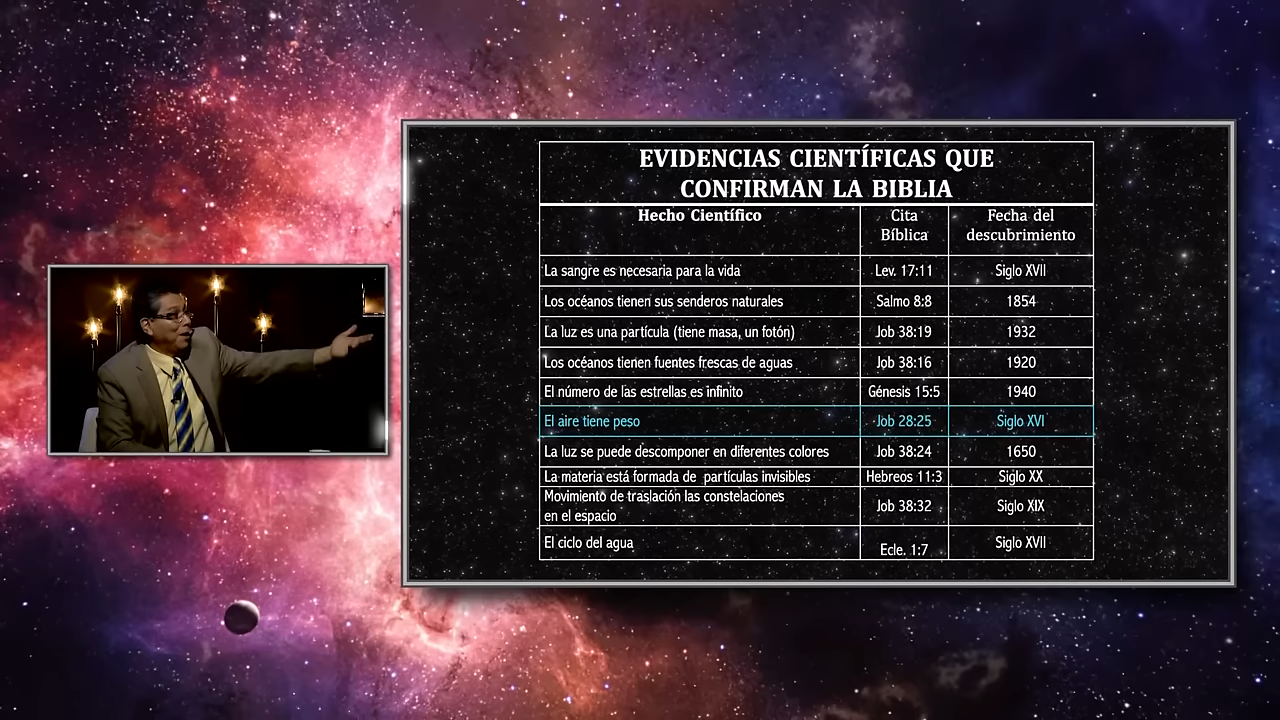 EVIDENCIAS CIENTÍFICAS QUE
CONFIRMAN LA BIBLIA
Hecho Científico
Cita
Bíblica
Fecha del
descubrimiento
La sangre es necesaria para la vida
Lev. 17:11
Siglo XVII
Los océanos tienen sus senderos naturales
Salmo 8:8
1854
La luz es una partícula (tiene masa, un fotón)
Job 38:19
1932
Los océanos tienen fuentes frescas de aguas
Job 38:16
1920
El número de las estrellas es infinito
Génesis 15:5
1940
El aire tiene peso
Job 28:25
Siglo XVI
La luz se puede descomponer en diferentes colores
Job 38:24
1650
La materia está formada de partículas invisibles
Hebreos 11:3
Siglo XX
Movimiento de traslación las constelaciones
en el espacio
Job 38:32
Siglo XIX
El ciclo del agua
Ecle. 1:7
Siglo XVII